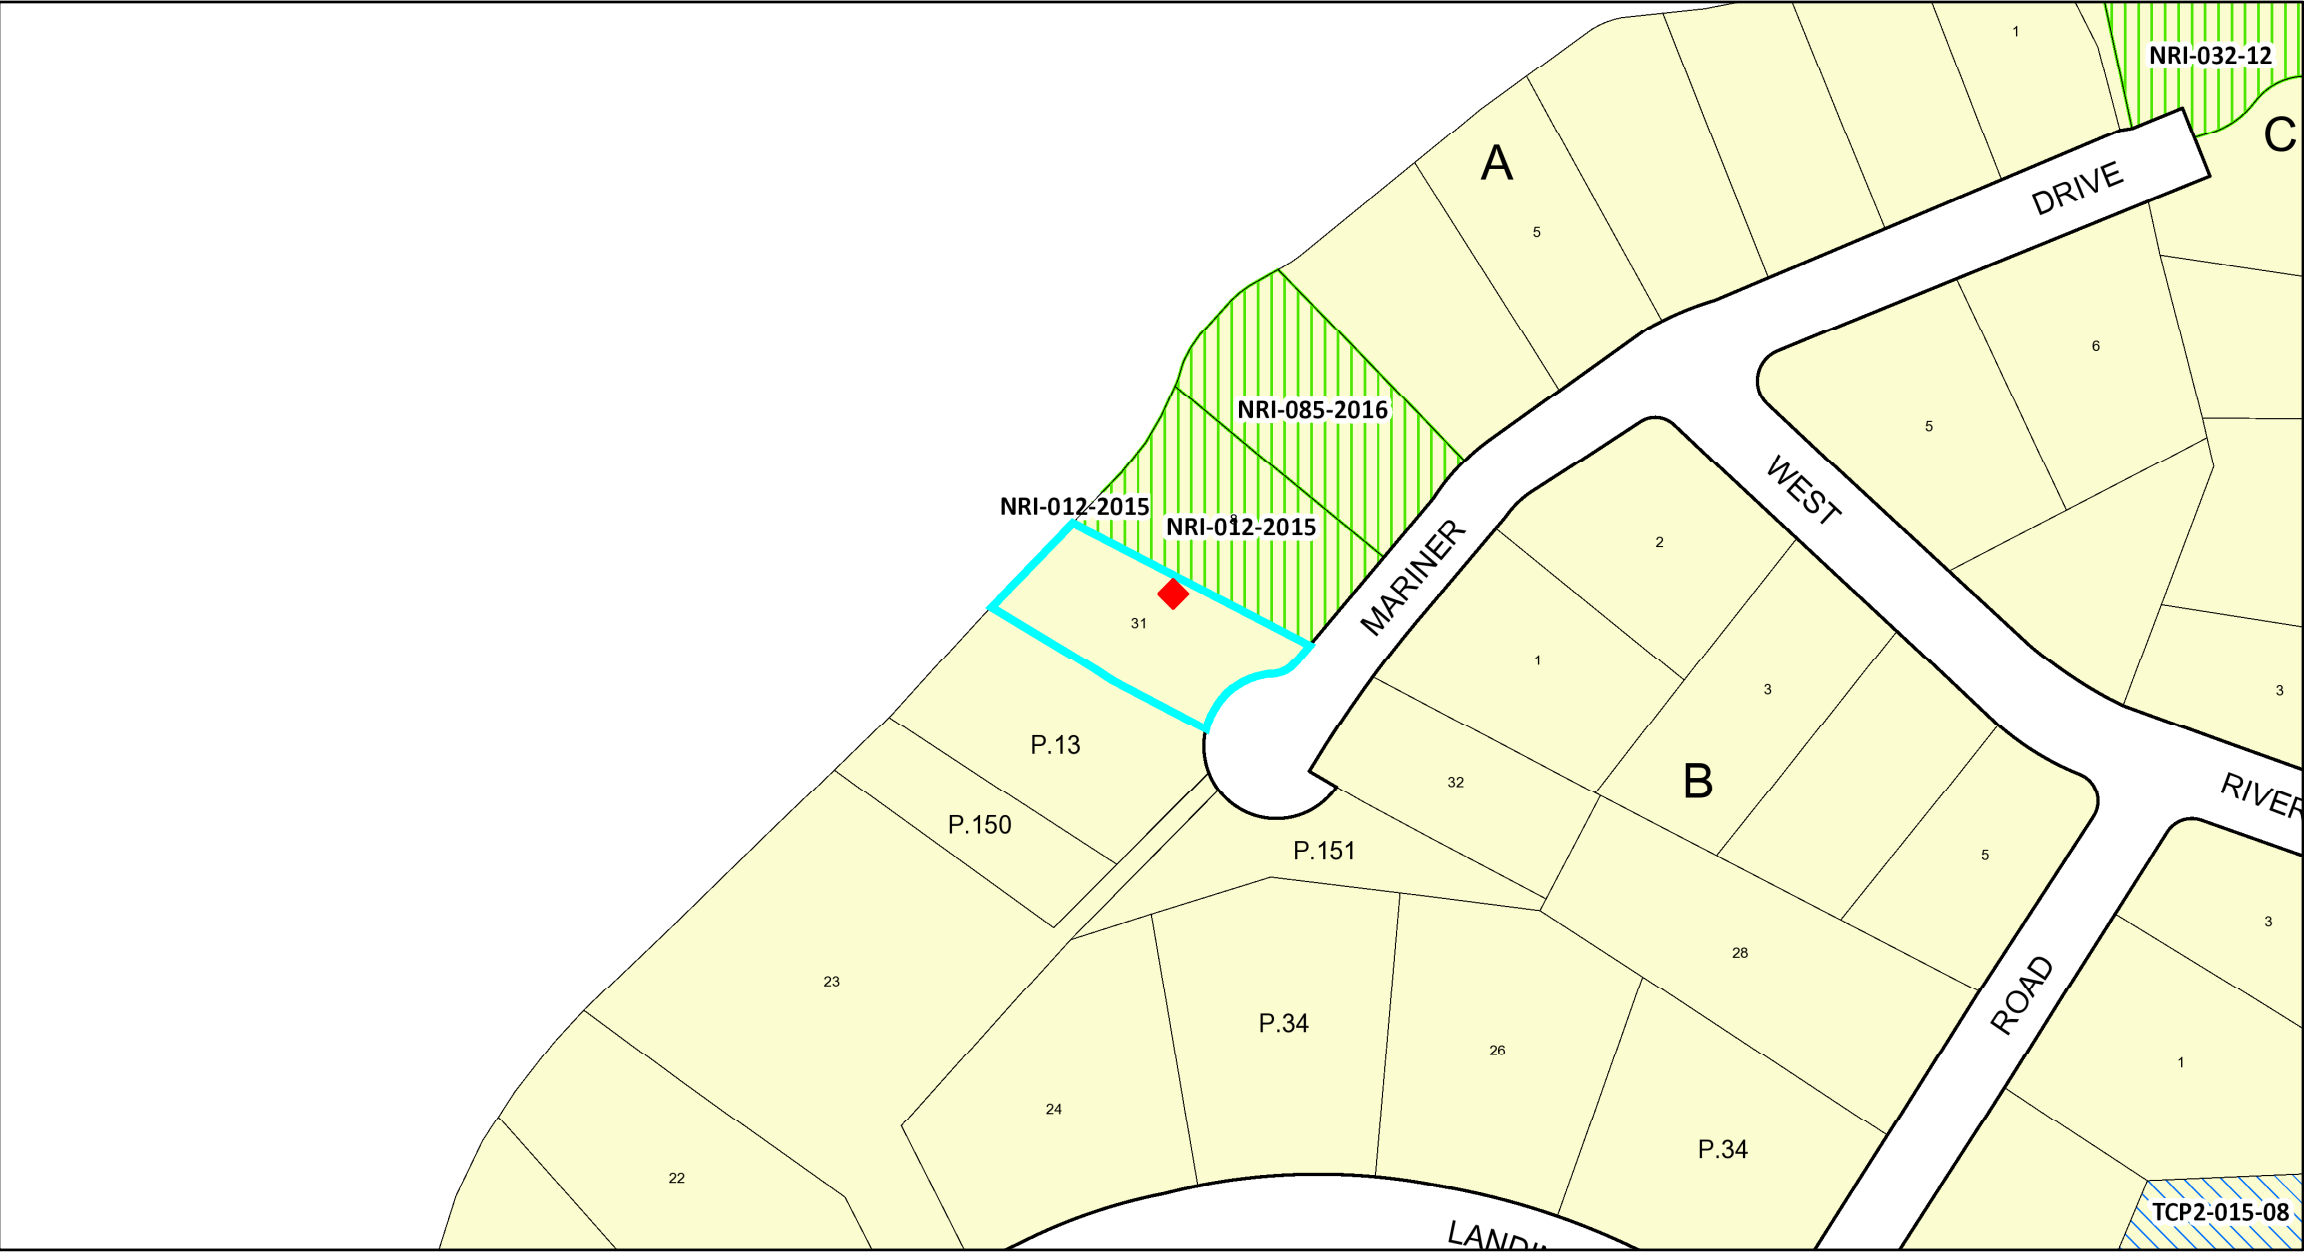 1
NRI-032-12
C
A
DRIVE
5
6
NRI-085-2016
5
WEST
NRI-012-2015
NRI-012-2015
MARINER
2
31
1
3
3
P.13
B
32
RIVER
P.150
P.151
5
3
28
23
ROAD
P.34
26
1
24
P.34
22
TCP2-015-08